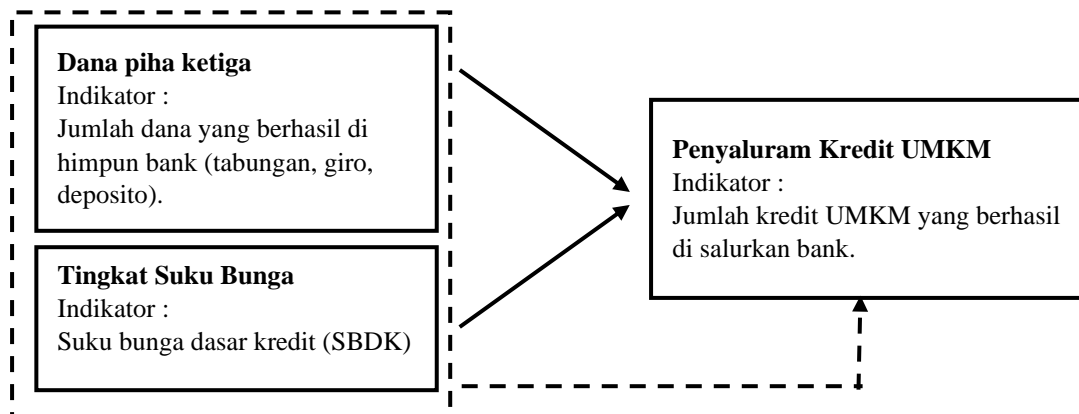 Dana piha ketiga
Indikator :
Jumlah dana yang berhasil di
himpun bank (tabungan, giro,
deposito).
Tingkat Suku Bunga
Indikator :
Suku bunga dasar kredit (SBDK)
Penyaluram Kredit UMKM
Indikator :
Jumlah kredit UMKM yang berhasil
di salurkan bank.